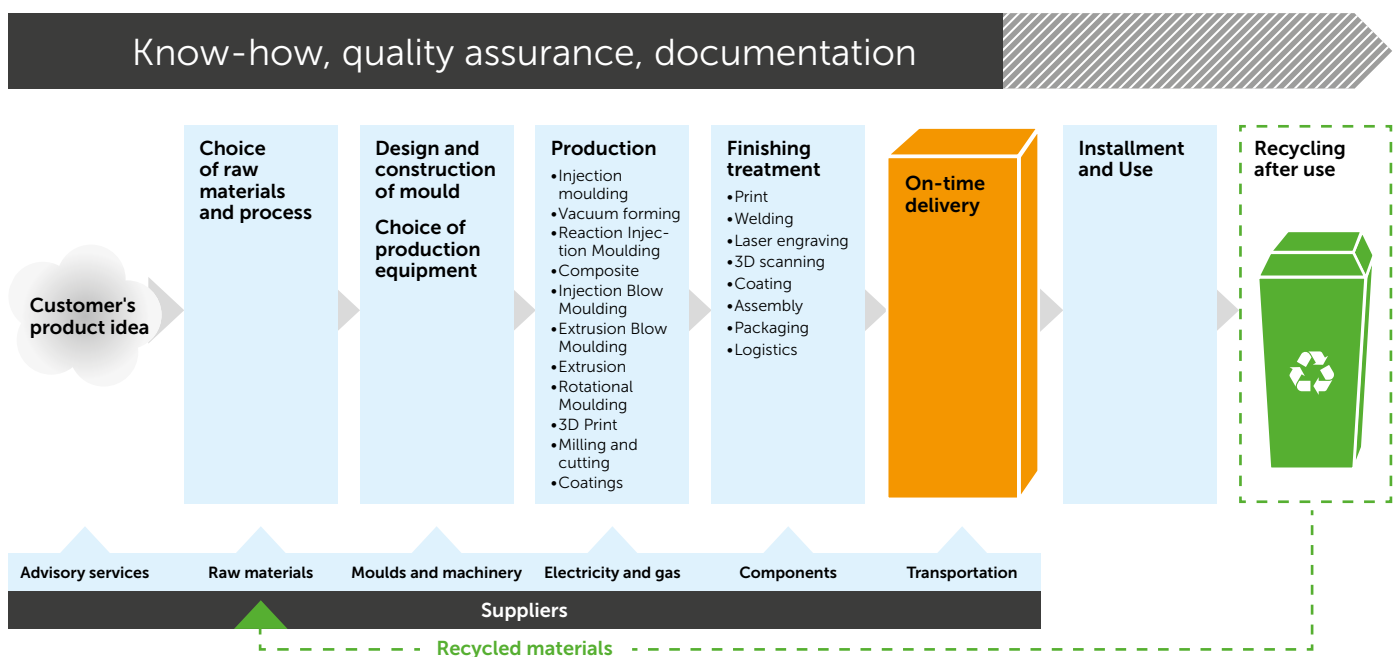 Know-how, quality assurance, documentation
Customer's
product idea
Choice
of raw
materials
and process
Design and
construction
of mould
Choice of
production
equipment
Production
•Injection
moulding
•Vacuum forming
•Reaction Injec-
tion Moulding
•Composite
•Injection Blow
Moulding
•Extrusion Blow
Moulding
•Extrusion
•Rotational
Moulding
•3D Print
•Milling and
cutting
•Coatings
Finishing
treatment
•Print
•Welding
•Laser engraving
•3D scanning
•Coating
•Assembly
•Packaging
•Logistics
On-time
delivery
Installment
and Use
Recycling
after use
Advisory services
Raw materials
Moulds and machinery
Electricity and gas
Components
Transportation
Suppliers
Recycled materials